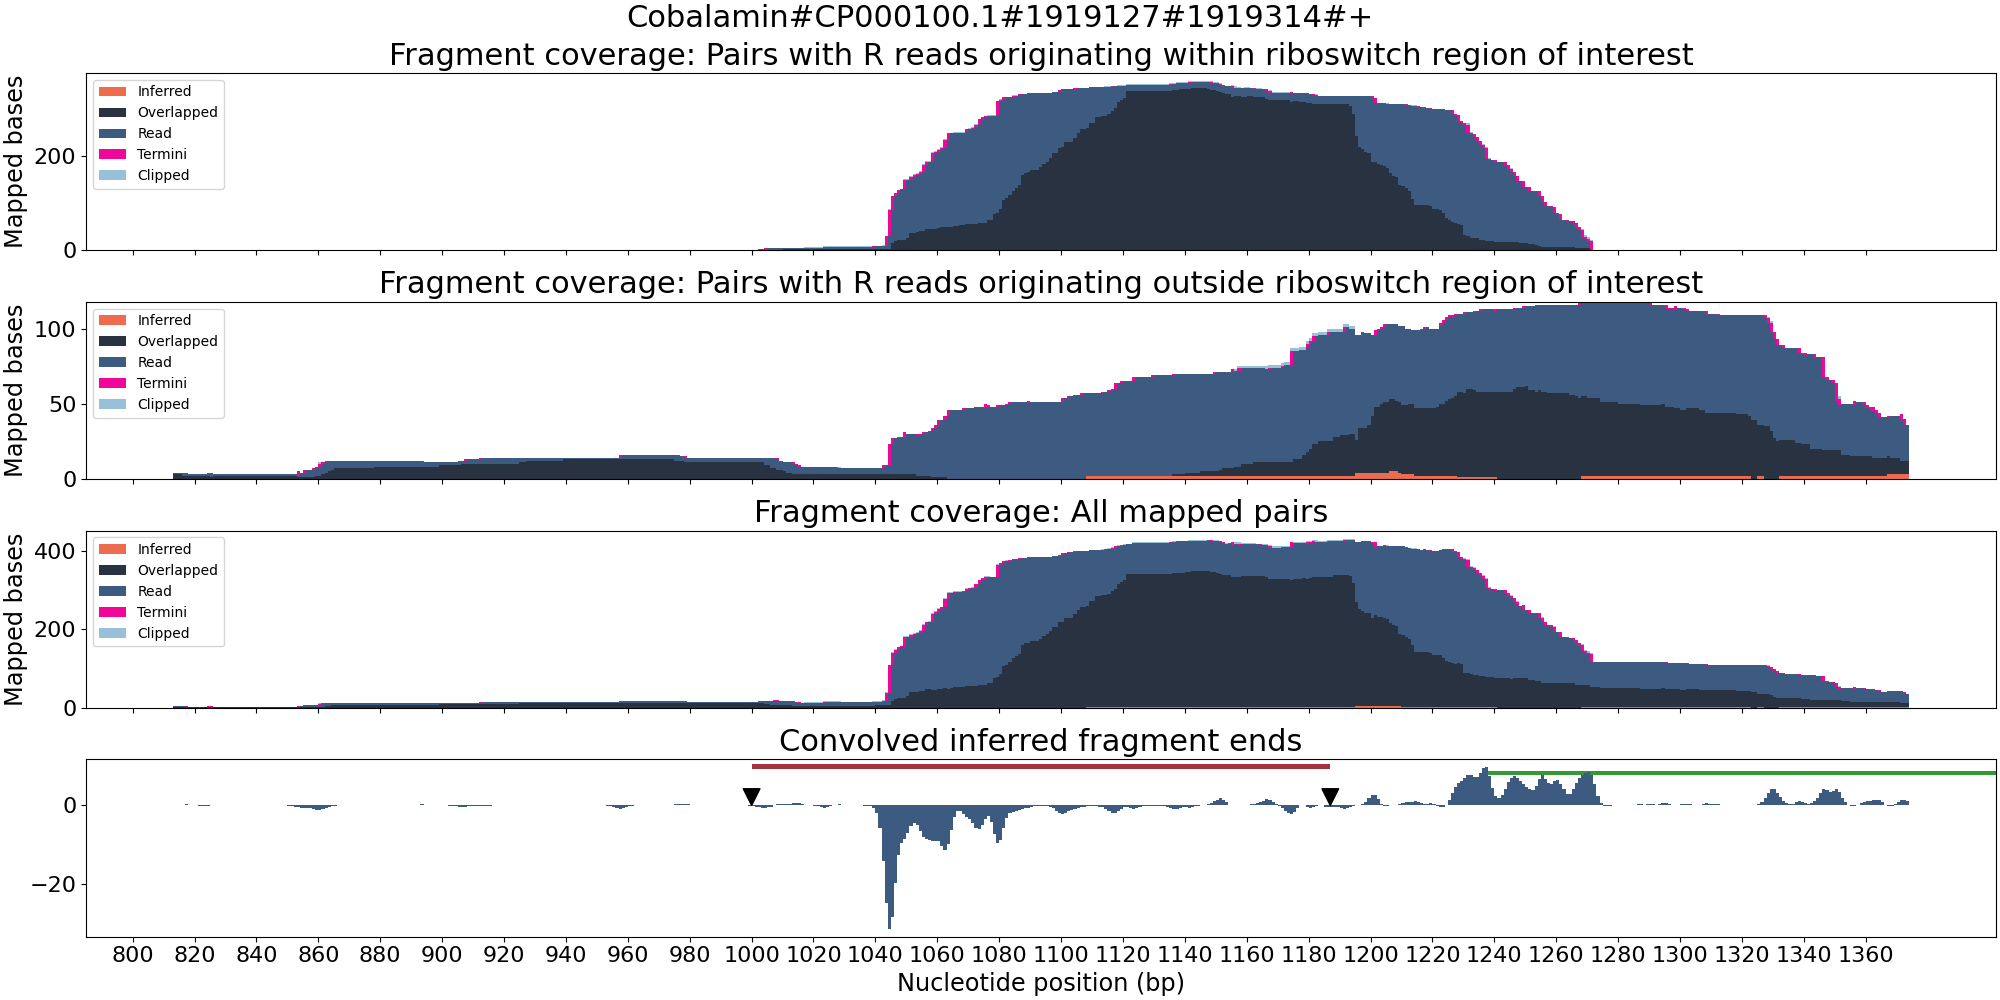 Cobalamin#CP000100.1#1919127#1919314#+
Fragment coverage: Pairs with R reads originating within riboswitch region of interest
Mapped bases
200
0
Inferred
Overlapped
Read
Termini
Clipped
Fragment coverage: Pairs with R reads originating outside riboswitch region of interest
Mapped bases
100
50
0
Inferred
Overlapped
Read
Termini
Clipped
Fragment coverage: All mapped pairs
Mapped bases
400
200
0
Inferred
Overlapped
Read
Termini
Clipped
Convolved inferred fragment ends
0
−20
800 820 840 860 880 900 920 940 960 980 1000 1020 1040 1060 1080 1100 1120 1140 1160 1180 1200 1220 1240 1260 1280 1300 1320 1340 1360
Nucleotide position (bp)